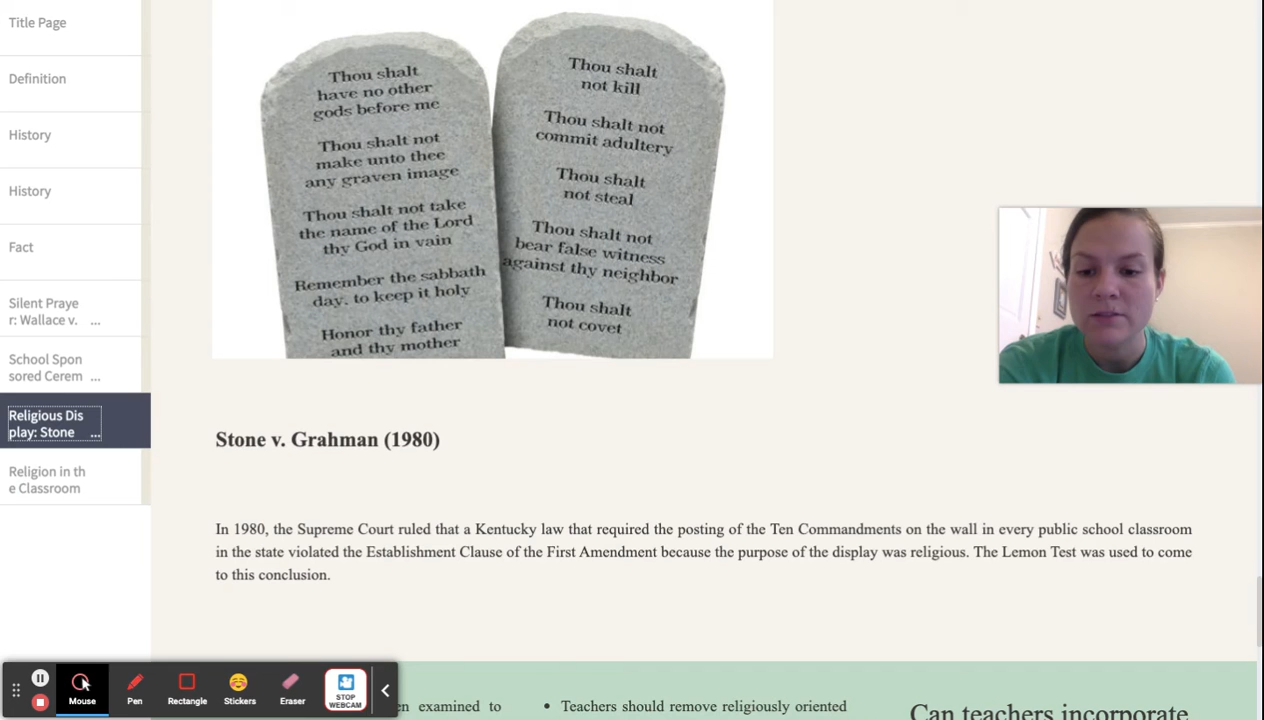 Title Page
Definition
History
History
Fact
Silent Praye
r: Wallace v. ...
School Spon
sored Cerem ...
Religious Dis
play: Stone ...
Religion in th
e Classroom
Thou shalt
have no other
gods before me
Thou shalt not
make unto thee
any graven image
Thou shalt not take
the name of the Lord
thy God in vain
Remember the sabbath
day. to keep it holy
Honor thy father
and thy mother
Thou shalt
not kill
Thou shalt not
commit adultery
Thou shalt
not steal
Thou shalt not
bear false witness
against thy neighbor
Thou shalt
not covet
Stone v. Grahman (1980)
In 1980, the Supreme Court ruled that a Kentucky law that required the posting of the Ten Commandments on the wall in every public school classroom
in the state violated the Establishment Clause of the First Amendment because the purpose of the display was religious. The Lemon Test was used to come
to this conclusion.
examined to
• Teachers should remove religiously oriented
Can teachers incorporate
Mouse
Pen
Rectangle
Stickers
Eraser
STOP
WEBCAM